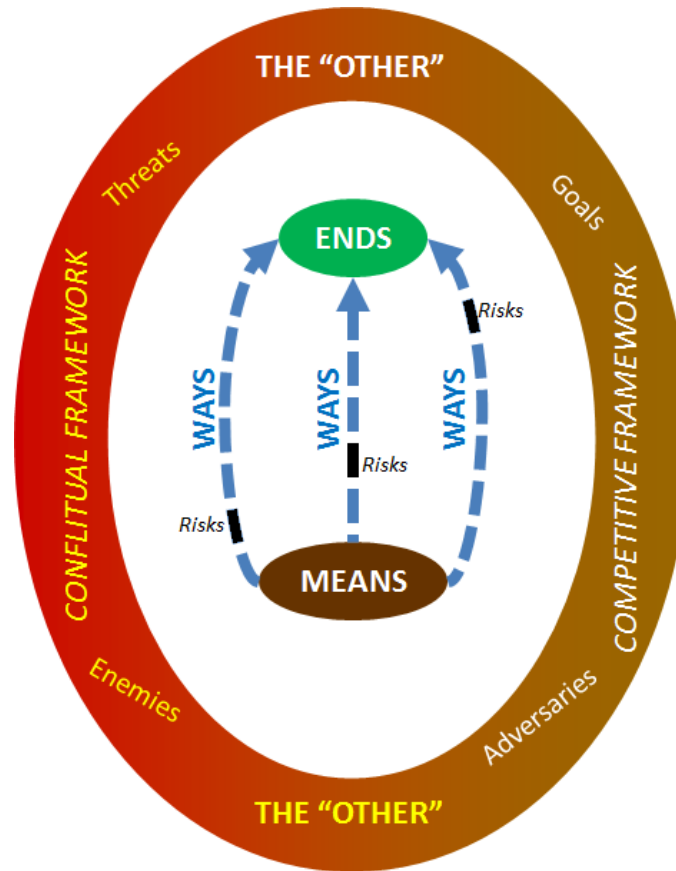 THE “OTHER”
Threats
Goals
ENDS
Risks
CONFLITUAL FRAMEWORK
WAYS
WAYS
WAYS
COMPETITIVE FRAMEWORK
Risks
Risks
MEANS
Enemies
Adversaries
THE “OTHER”